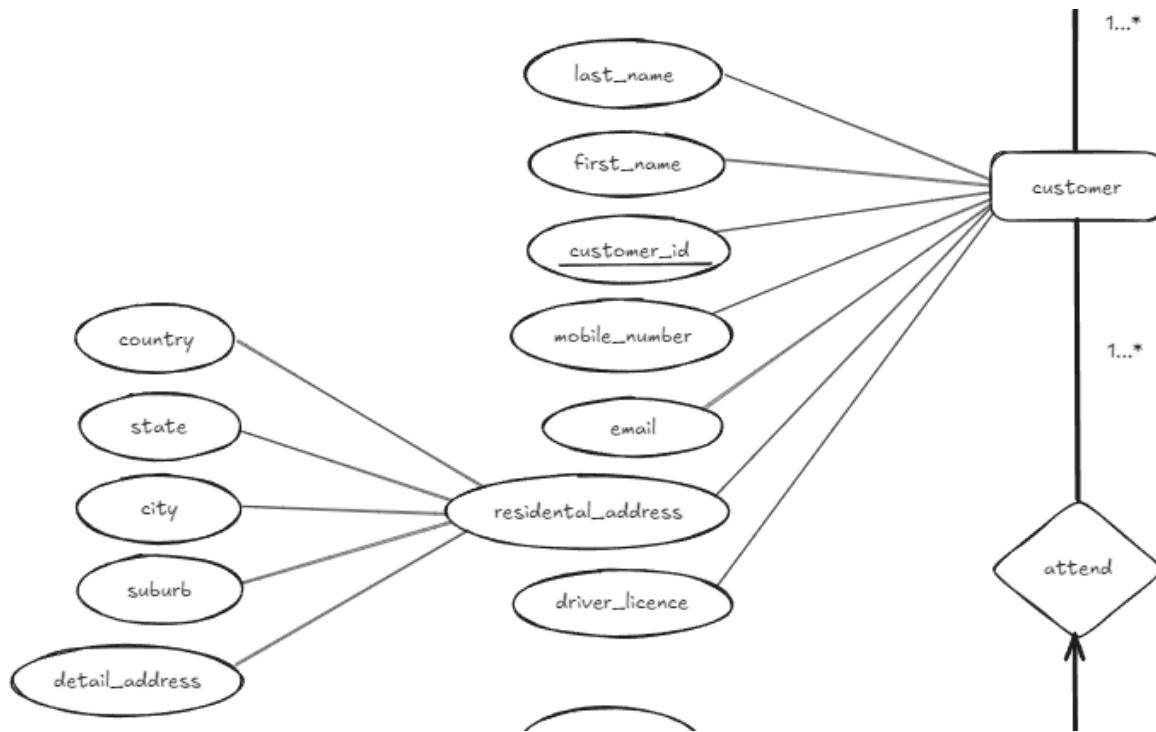 1...*
last_name
first_name
customer
customer_id
mobile_number
country
1...*
state
email
city
residental_address
attend
suburb
driver_licence
detail_address